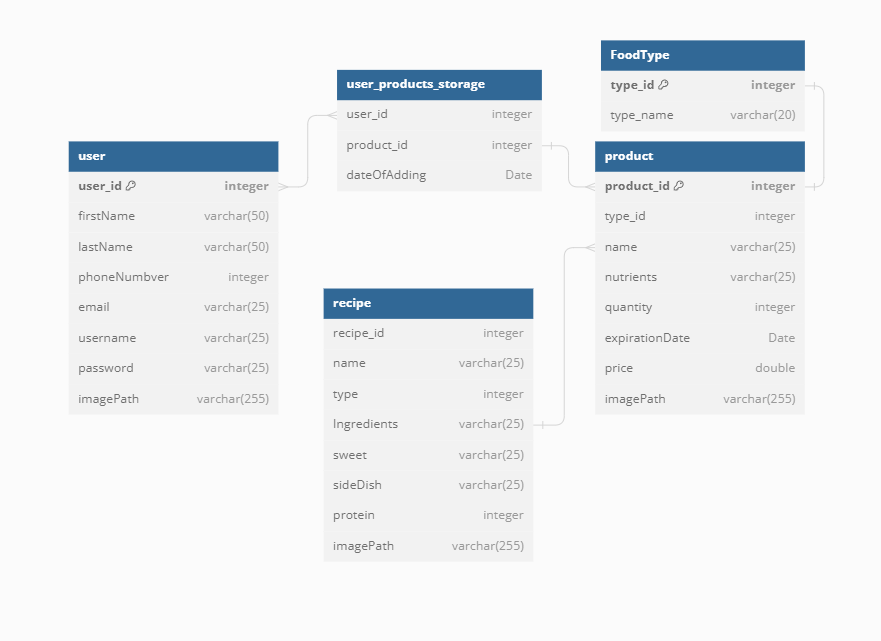 FoodType
type_id integer
type_name varchar(20)
user_products_storage
user_id integer
product_id integer
dateOfAdding Date
user
user_id integer
firstName varchar(50)
lastName varchar(50)
phoneNumbver integer
email varchar(25)
username varchar(25)
password varchar(25)
imagePath varchar(255)
product
product_id integer
type_id integer
name varchar(25)
nutrients varchar(25)
quantity integer
expirationDate Date
price double
imagePath varchar(255)
recipe
recipe_id integer
name varchar(25)
type integer
Ingredients varchar(25)
sweet varchar(25)
sideDish varchar(25)
protein integer
imagePath varchar(255)